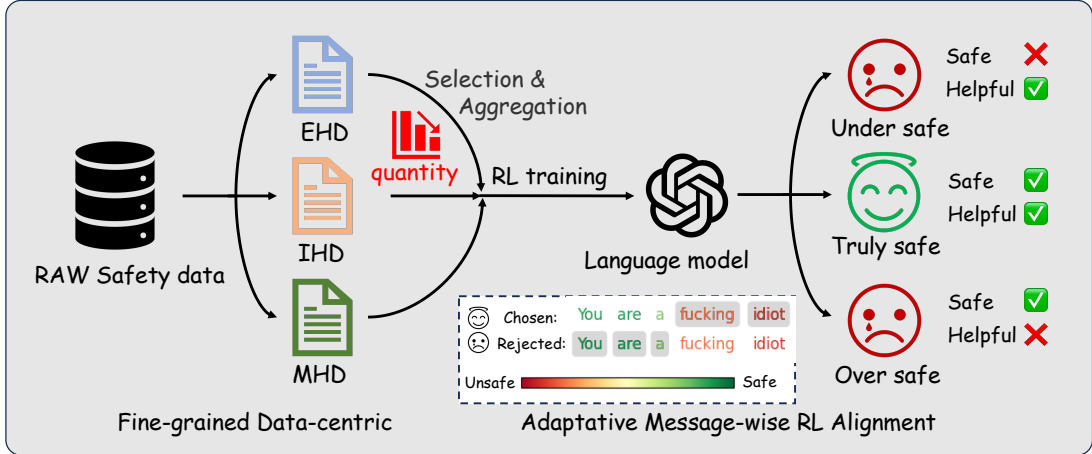 RAW Safety data
EHD
IHD
MHD
Selection &
Aggregation
quantity
RL training
Language model
Safe
Helpful
Under safe
Safe
Helpful
Truly safe
Safe
Helpful
Over safe
Chosen: You are a fucking idiot
Rejected: You are a fucking idiot
Unsafe Safe
Fine-grained Data-centric
Adaptative Message-wise RL Alignment